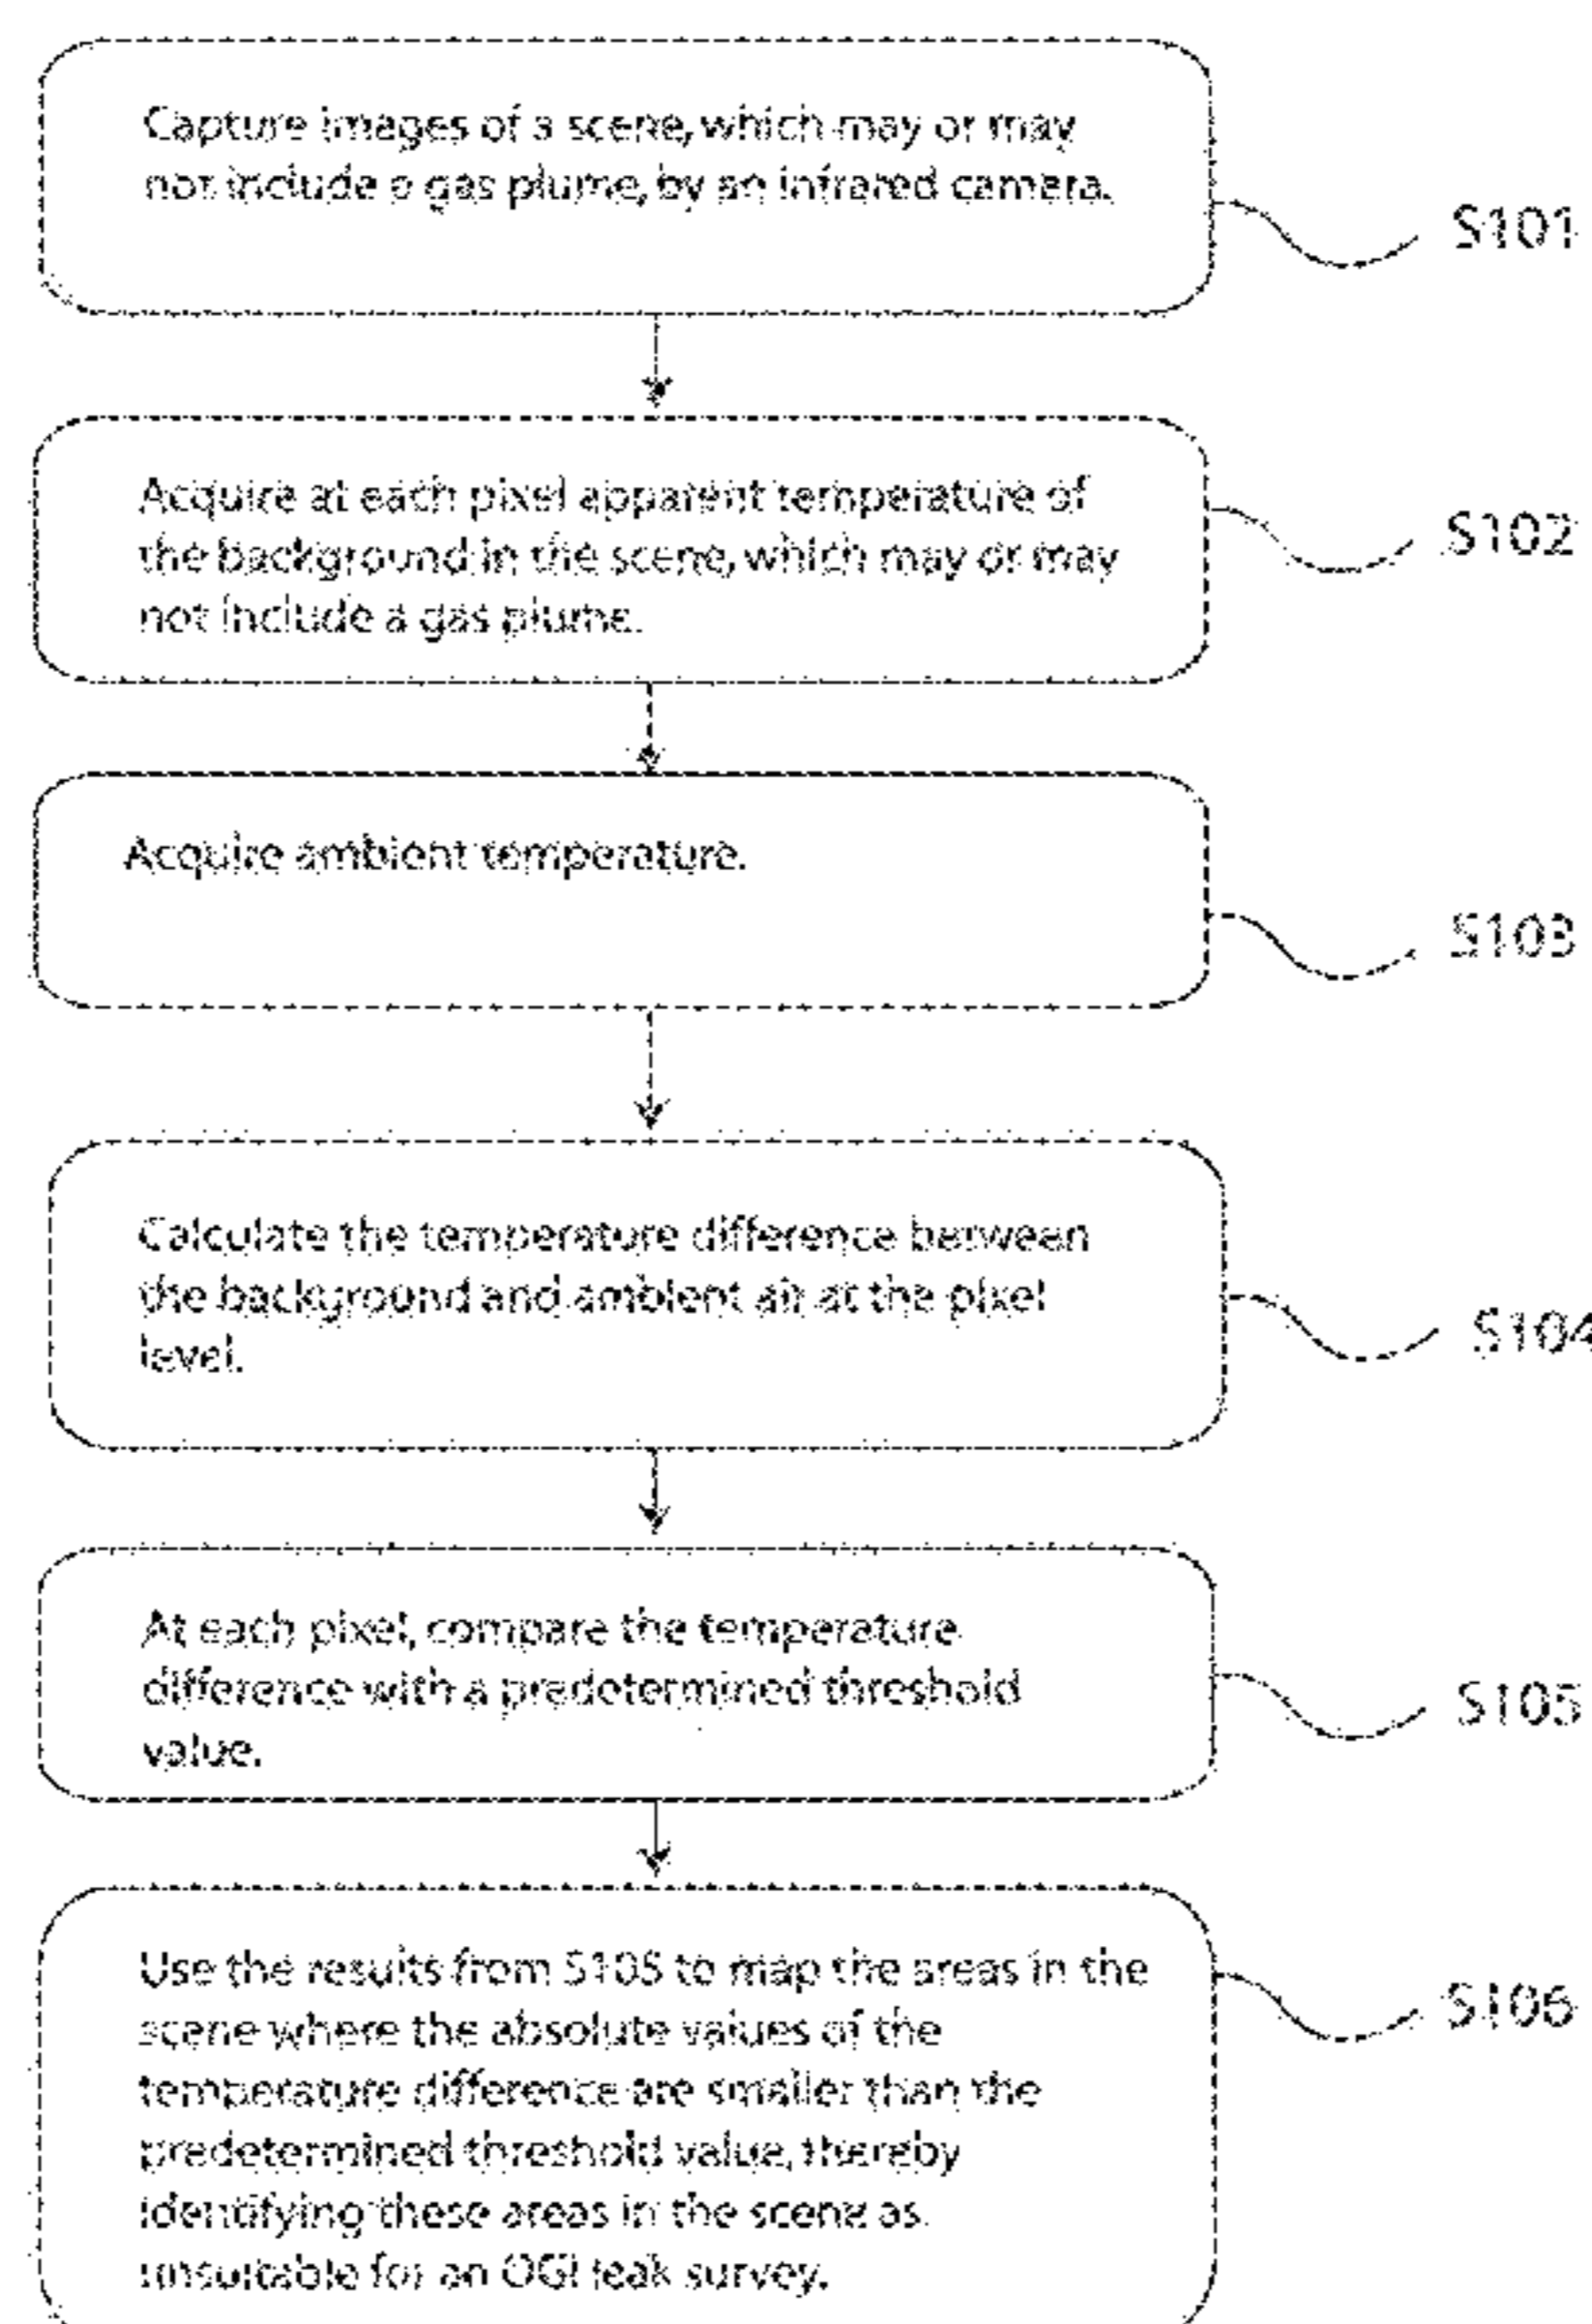 Capture images of a scene, which may or may
not include a gas plume, by an infrared camera.
S101
Acquire at each pixel apparent temperature of
the background in the scene, which may or may
not include a gas plume.
S102
Acquire ambient temperature.
S103
Calculate the temperature difference between
the background and ambient air at the pixel
level.
S104
At each pixel, compare the temperature
difference with a predetermined threshold
value.
S105
Use the results from S105 to map the areas in the
scene where the absolute values of the
temperature difference are smaller than the
predetermined threshold value, thereby
identifying these areas in the scene as
unsuitable for an OGI leak survey.
S106